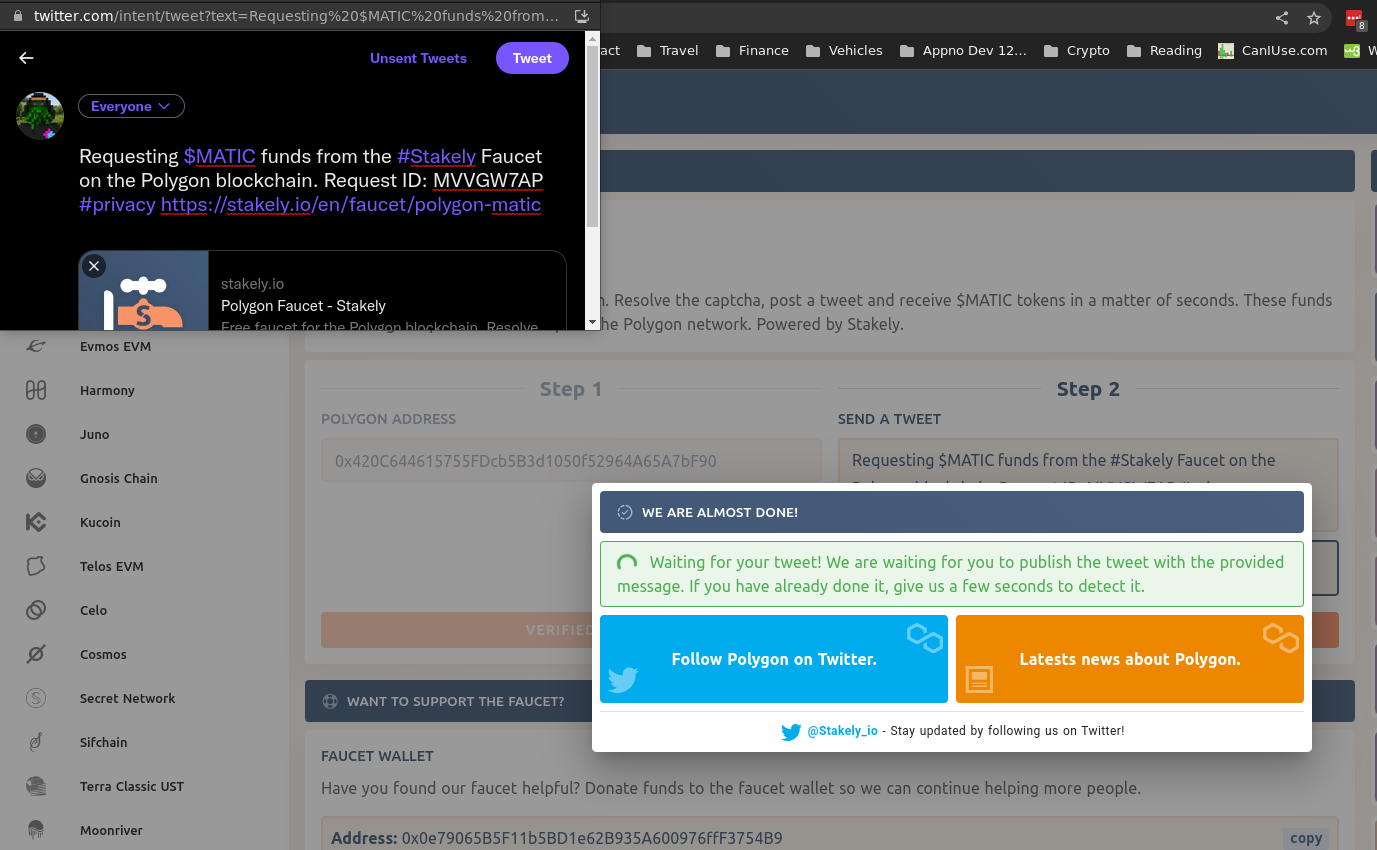 twitter.com/intent/tweet?text=Requesting%20$MATIC%20funds%20from...
8
Travel
Finance
Vehicles
Appno Dev 12...
Crypto
Reading
CanIUse.com
Unsent Tweets
Tweet
Everyone
Requesting $MATIC funds from the #Stakely Faucet
on the Polygon blockchain. Request ID: MVVGW7AP
#privacy https://stakely.io/en/faucet/polygon-matic
stakely.io
Polygon Faucet - Stakely
Free faucet for the Polygon blockchain. Resolve
Resolve the captcha, post a tweet and receive $MATIC tokens in a matter of seconds. These funds
the Polygon network. Powered by Stakely.
Evmos EVM
Harmony
Juno
Gnosis Chain
Kucoin
Telos EVM
Celo
Cosmos
Secret Network
Sifchain
Terra Classic UST
Moonriver
Step 1
POLYGON ADDRESS
0x420C644615755FDcb5B3d1050f52964A65A7bF90
VERIFIED
Step 2
SEND A TWEET
Requesting $MATIC funds from the #Stakely Faucet on the
WE ARE ALMOST DONE!
Waiting for your tweet! We are waiting for you to publish the tweet with the provided
message. If you have already done it, give us a few seconds to detect it.
Follow Polygon on Twitter.
Latests news about Polygon.
@Stakely_io - Stay updated by following us on Twitter!
WANT TO SUPPORT THE FAUCET?
FAUCET WALLET
Have you found our faucet helpful? Donate funds to the faucet wallet so we can continue helping more people.
Address: 0x0e79065B5F11b5BD1e62B935A600976ffF3754B9
copy